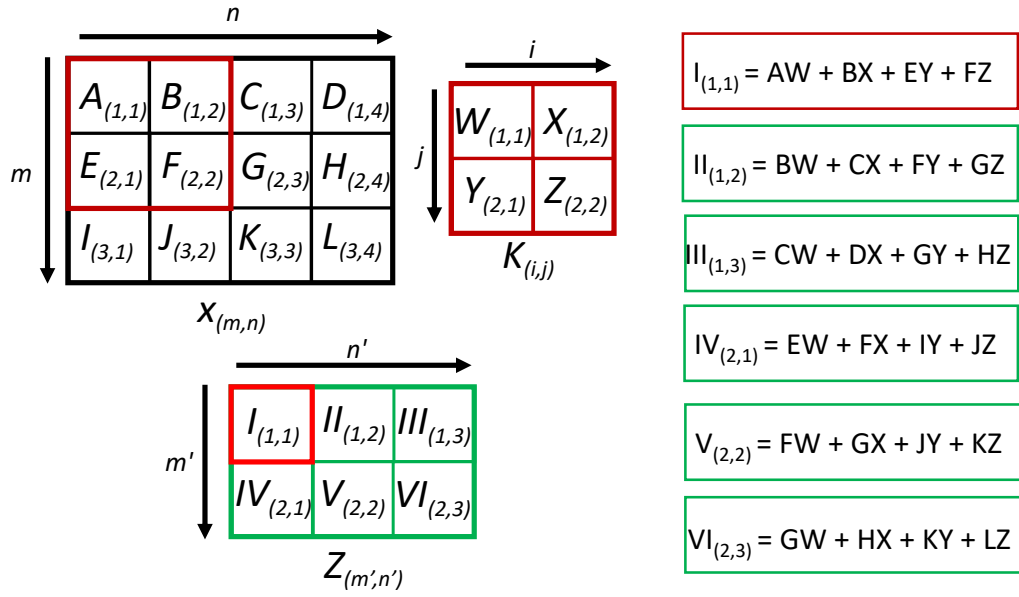 n
m
A(1,1) B(1,2) C(1,3) D(1,4)
E(2,1) F(2,2) G(2,3) H(2,4)
I(3,1) J(3,2) K(3,3) L(3,4)
x(m,n)
i
j
W(1,1) X(1,2)
Y(2,1) Z(2,2)
K(i,j)
n'
m'
I(1,1) II(1,2) III(1,3)
IV(2,1) V(2,2) VI(2,3)
Z(m',n')
I(1,1) = AW + BX + EY + FZ
II(1,2) = BW + CX + FY + GZ
III(1,3) = CW + DX + GY + HZ
IV(2,1) = EW + FX + IY + JZ
V(2,2) = FW + GX + JY + KZ
VI(2,3) = GW + HX + KY + LZ